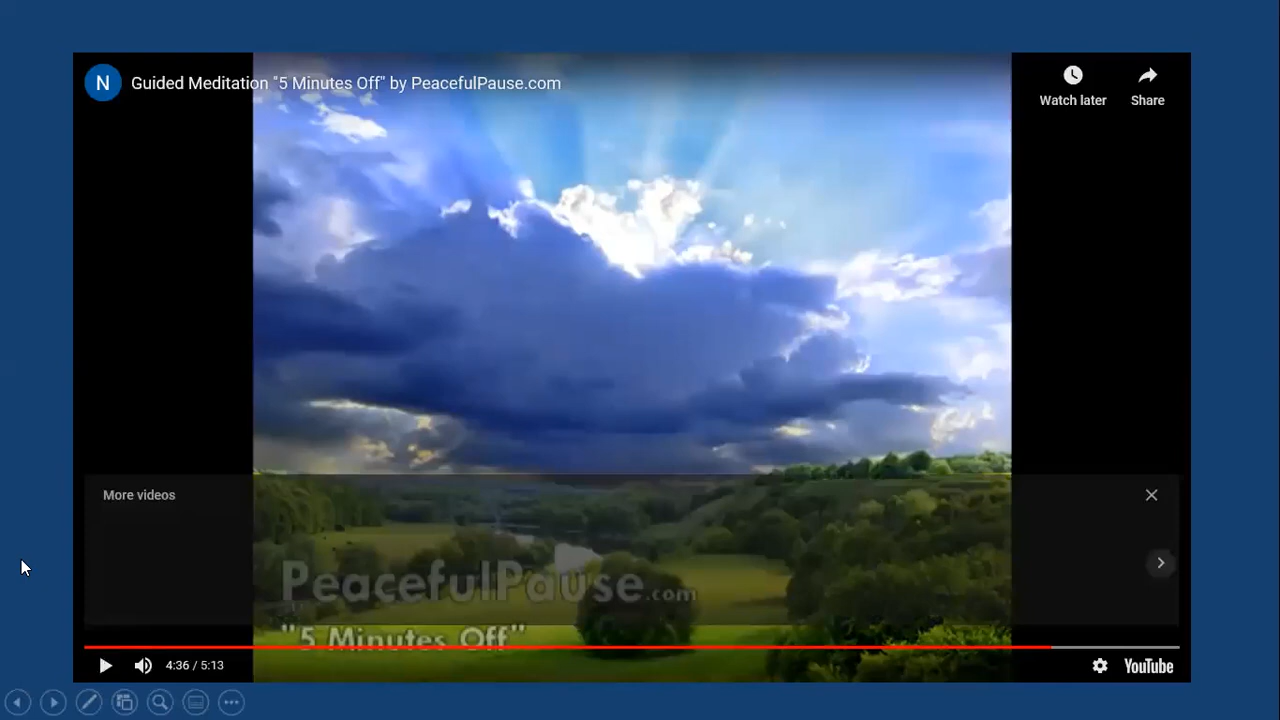 N Guided Meditation "5 Minutes Off" by PeacefulPause.com
Watch later
Share
More videos
PeacefulPause.com
"5 Minutes Off"
4:36 / 5:13
YouTube